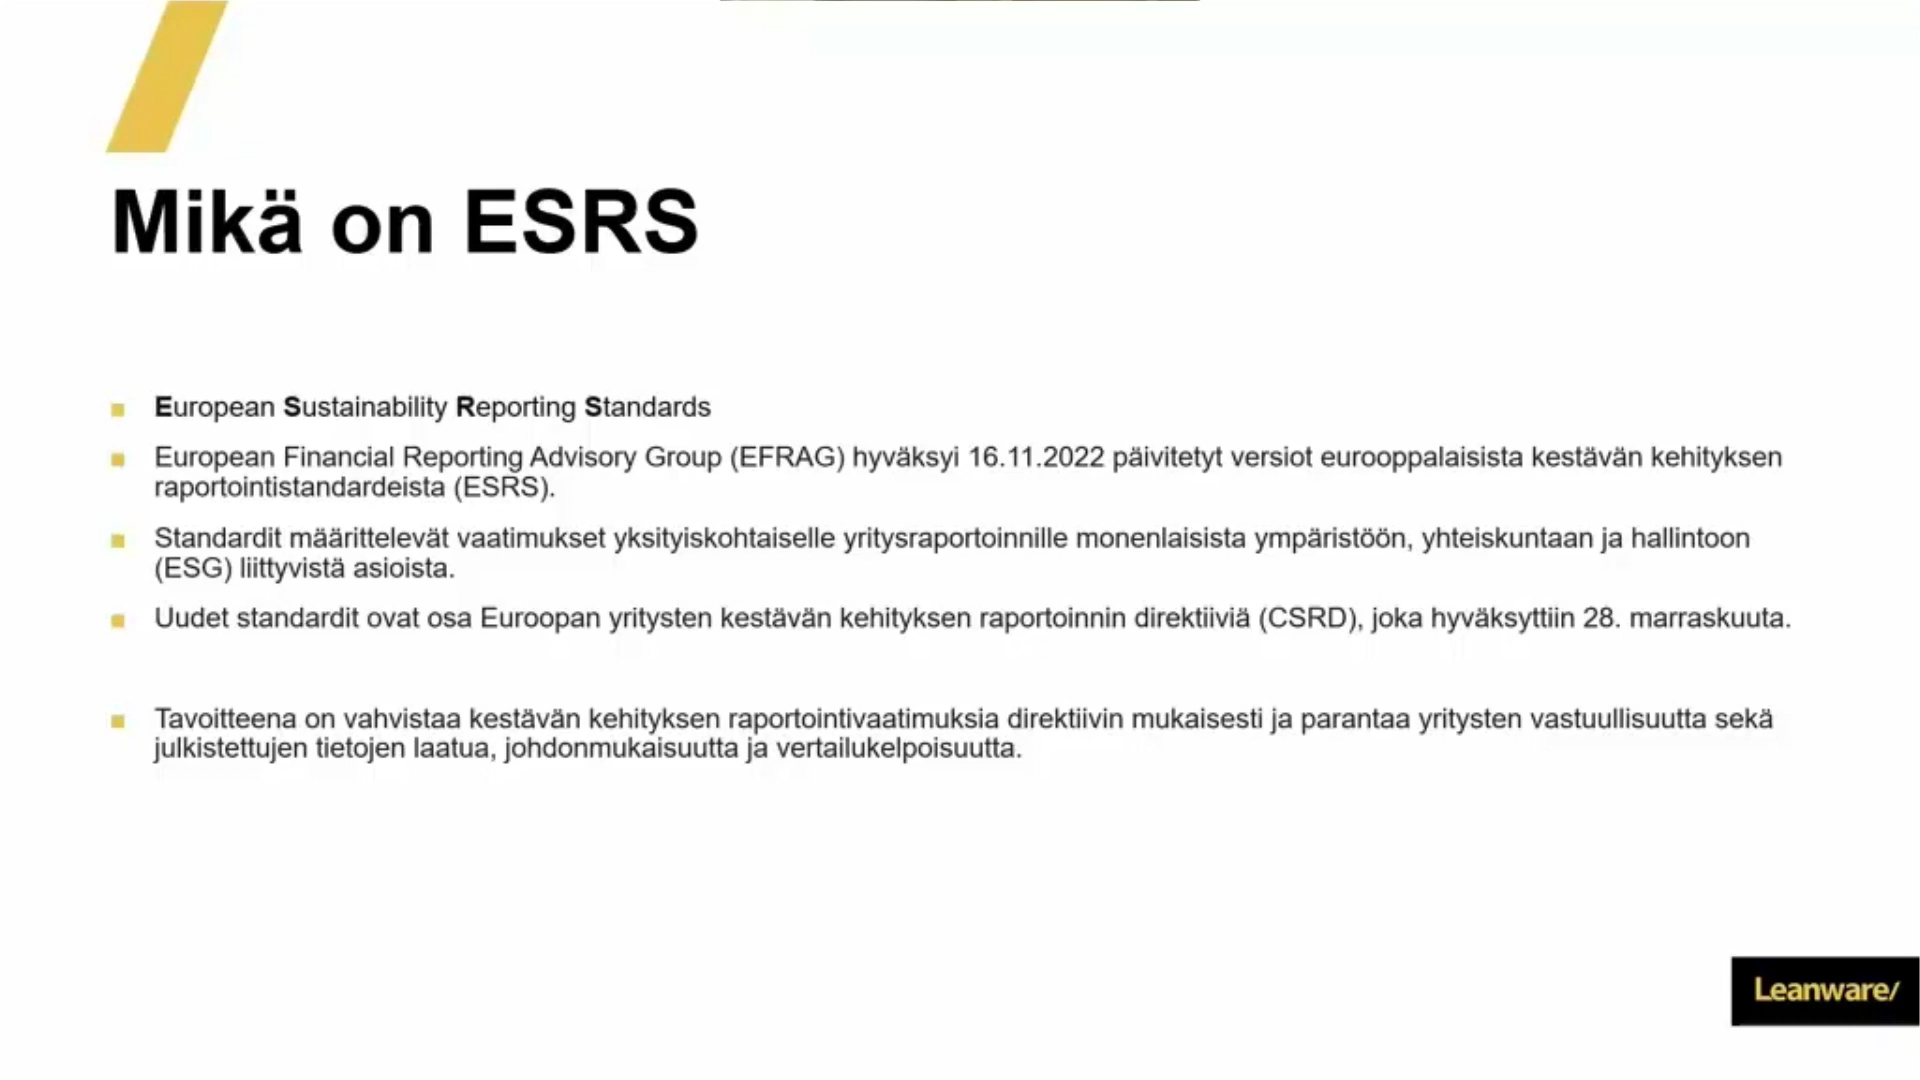 Mikä on ESRS
European Sustainability Reporting Standards
European Financial Reporting Advisory Group (EFRAG) hyväksyi 16.11.2022 päivitetyt versiot eurooppalaisista kestävän kehityksen
raportointistandardeista (ESRS).
Standardit määrittelevät vaatimukset yksityiskohtaiselle yritysraportoinnille monenlaisista ympäristöön, yhteiskuntaan ja hallintoon
(ESG) liittyvistä asioista.
Uudet standardit ovat osa Euroopan yritysten kestävän kehityksen raportoinnin direktiiviä (CSRD), joka hyväksyttiin 28. marraskuuta.
Tavoitteena on vahvistaa kestävän kehityksen raportointivaatimuksia direktiivin mukaisesti ja parantaa yritysten vastuullisuutta sekä
julkistettujen tietojen laatua, johdonmukaisuutta ja vertailukelpoisuutta.
Leanware/